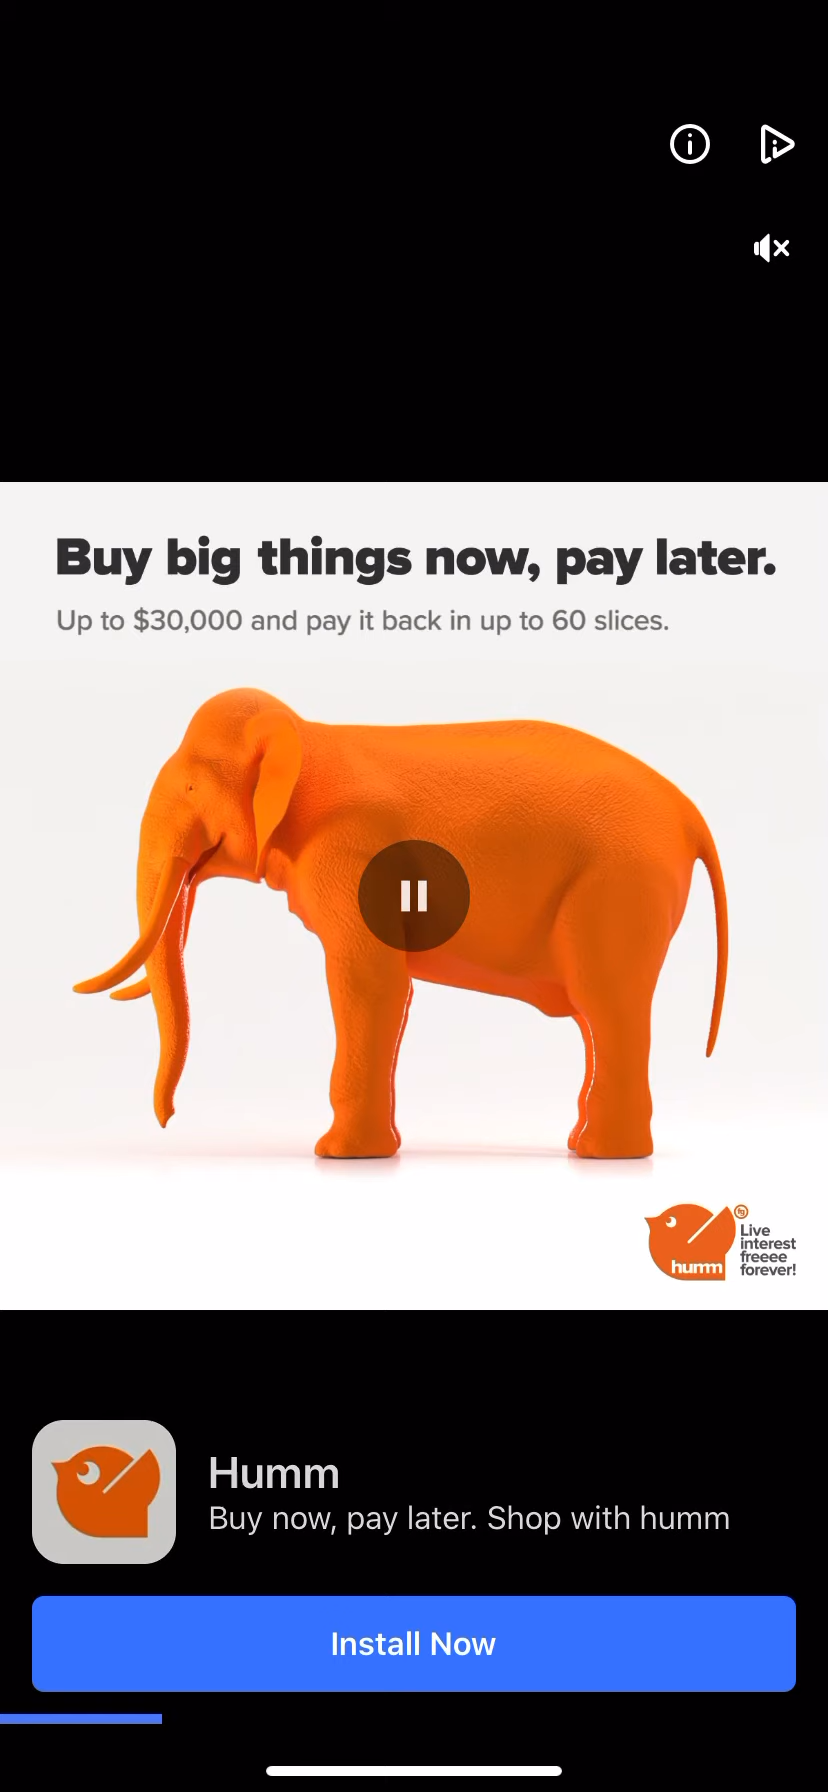 Buy big things now, pay later.
Up to $30,000 and pay it back in up to 60 slices.
humm
fg
Live
interest
freeee
forever!
Humm
Buy now, pay later. Shop with humm
Install Now